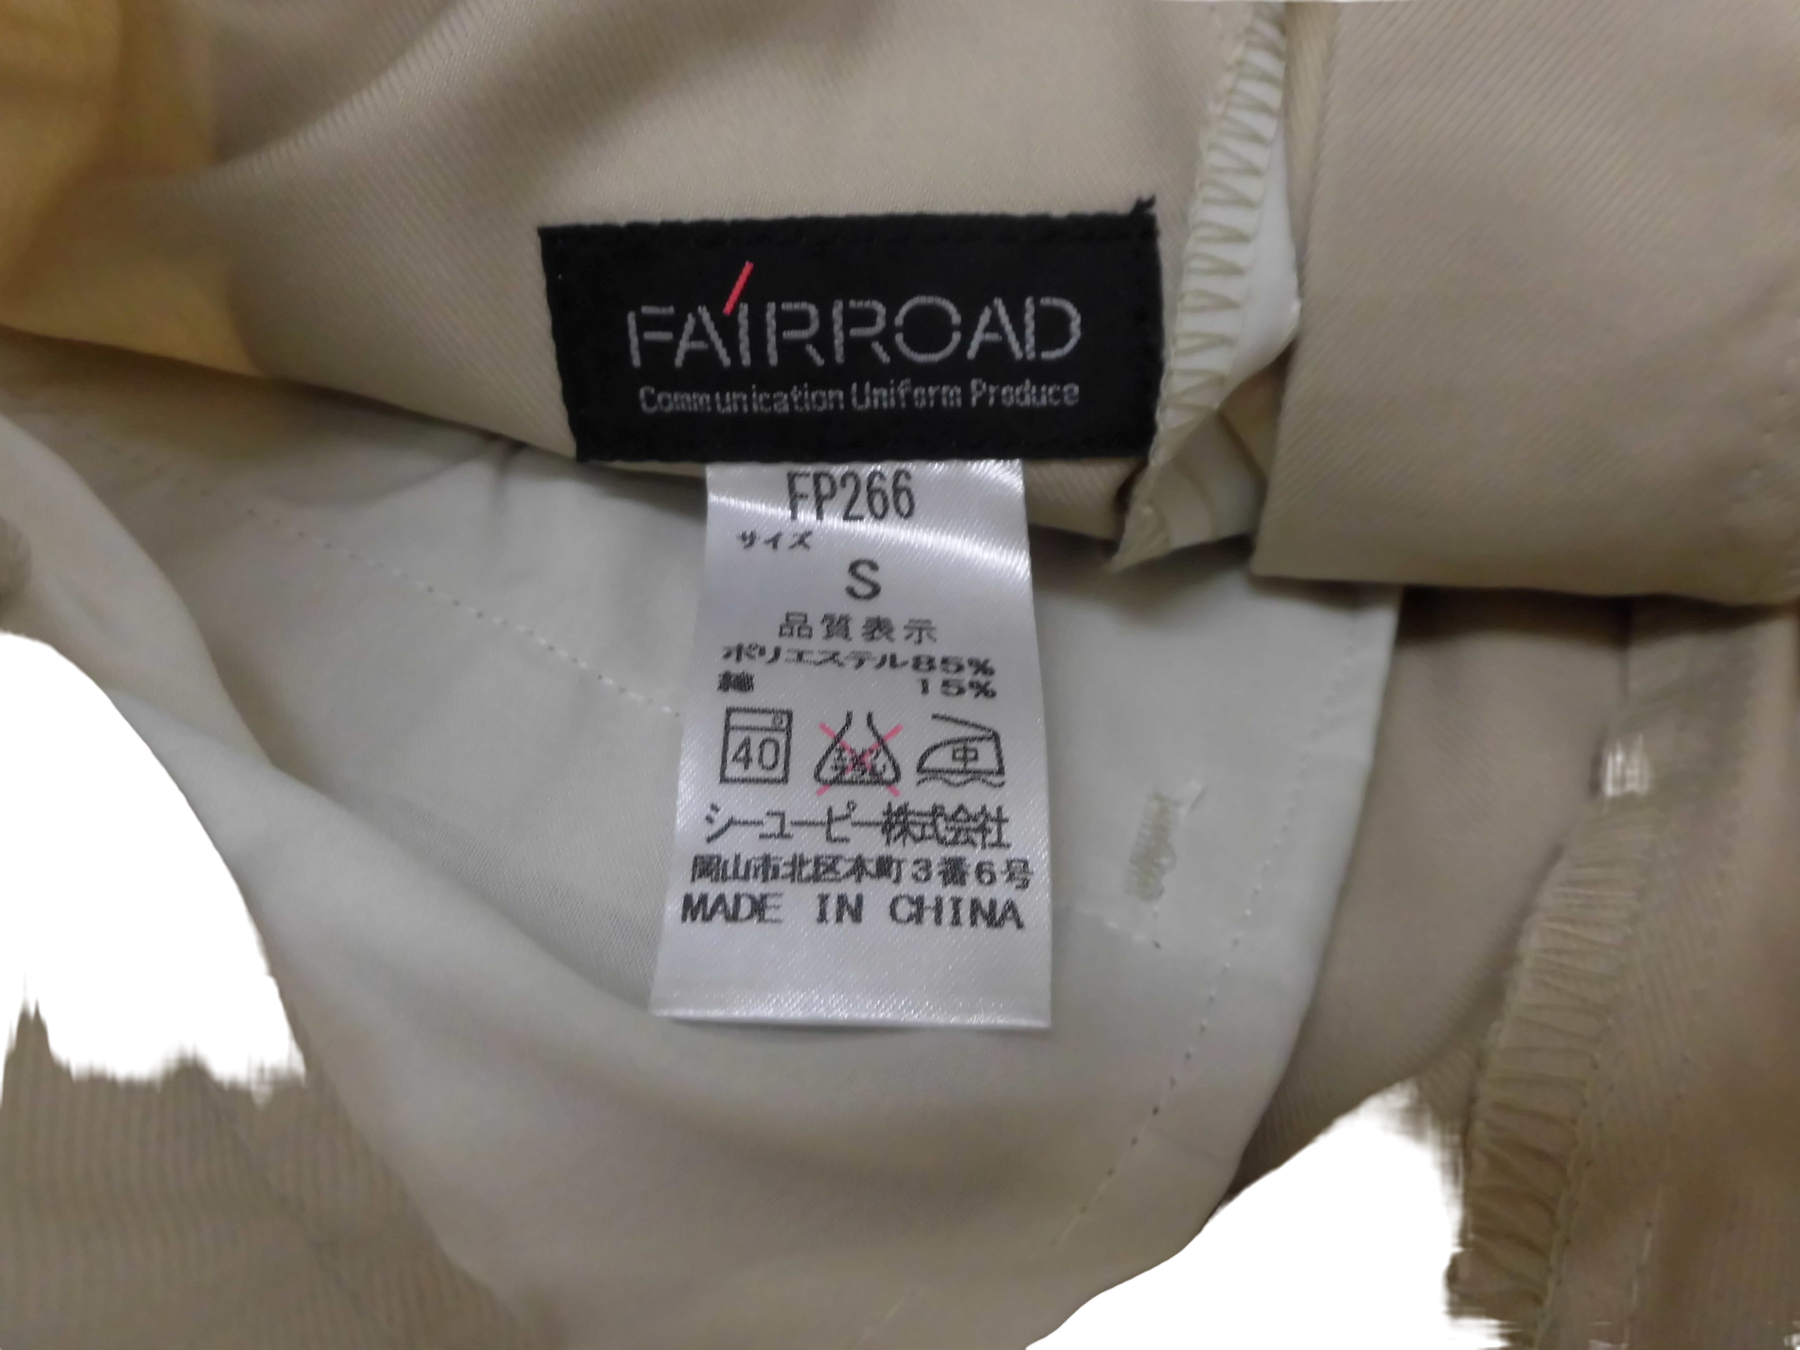 FAIRROAD
Communication Uniform Produce
FP266
サイズ
S
品質表示
ポリエステル85%
綿 15%
40 中
シーユーピー株式会社
岡山市北区本町3番6号
MADE IN CHINA